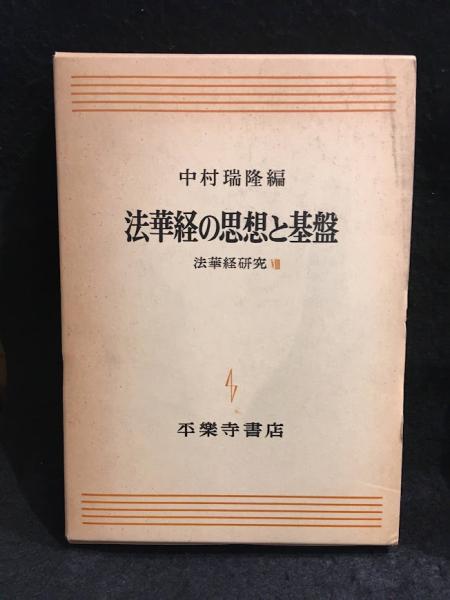 中村瑞隆編
法華経の思想と基盤
法華経研究 Ⅷ
平樂寺書店